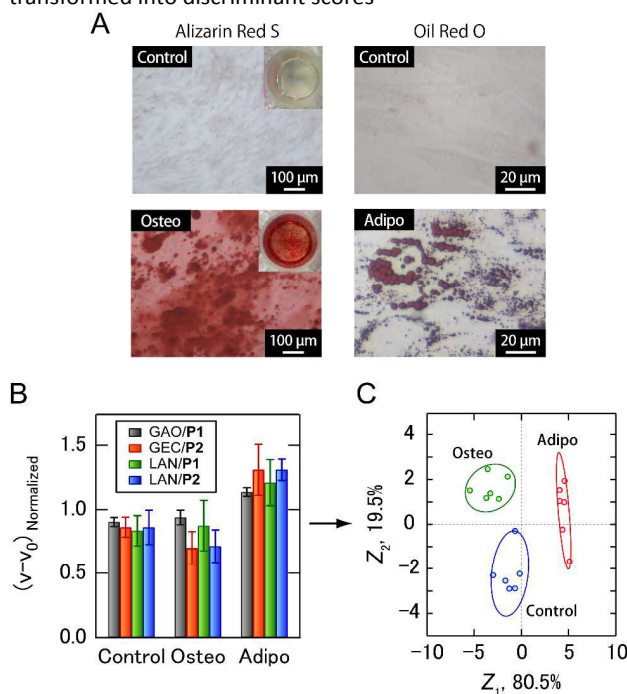 transformed into discriminant scores
A
Alizarin Red S
Oil Red O
Control
100 μm
Control
20 μm
Osteo
100 μm
Adipo
20 μm
B
GAO/P1
GEC/P2
LAN/P1
LAN/P2
(v−v0) Normalized
1.5
1.0
0.5
0.0
Control Osteo Adipo
C
Osteo
Adipo
Control
Z2, 19.5%
4
2
0
−2
−4
−10 −5 0 5 10
Z1, 80.5%